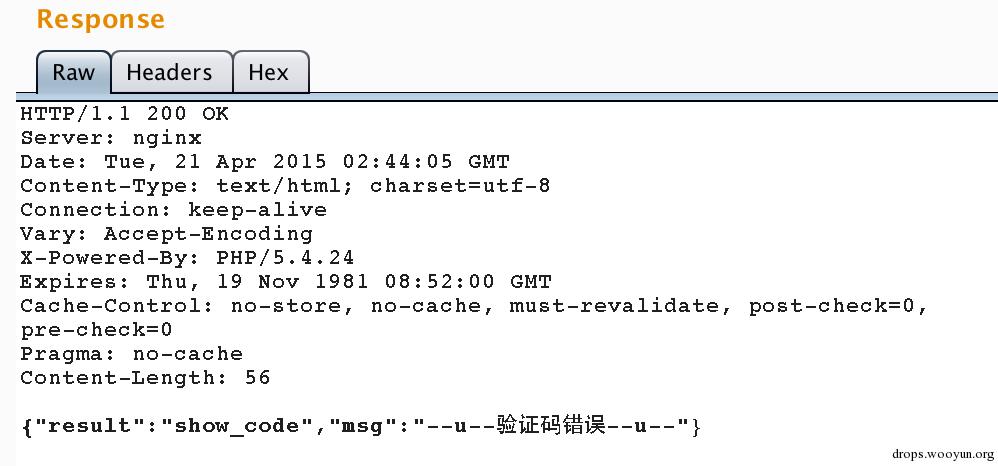 Response
Raw Headers Hex
HTTP/1.1 200 OK
Server: nginx
Date: Tue, 21 Apr 2015 02:44:05 GMT
Content-Type: text/html; charset=utf-8
Connection: keep-alive
Vary: Accept-Encoding
X-Powered-By: PHP/5.4.24
Expires: Thu, 19 Nov 1981 08:52:00 GMT
Cache-Control: no-store, no-cache, must-revalidate, post-check=0,
pre-check=0
Pragma: no-cache
Content-Length: 56
{"result":"show_code","msg":"--u--验证码错误--u--"}
drops.wooyun.org